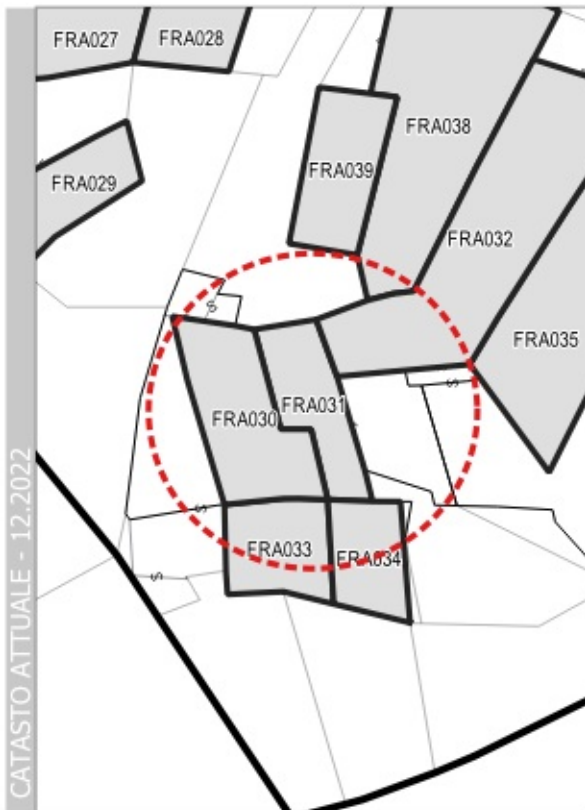 FRA027
FRA028
FRA038
FRA039
FRA029
FRA032
FRA035
S
S
FRA031
FRA030
S
FRA033
FRA034
S
CATASTO ATTUALE - 12.2022